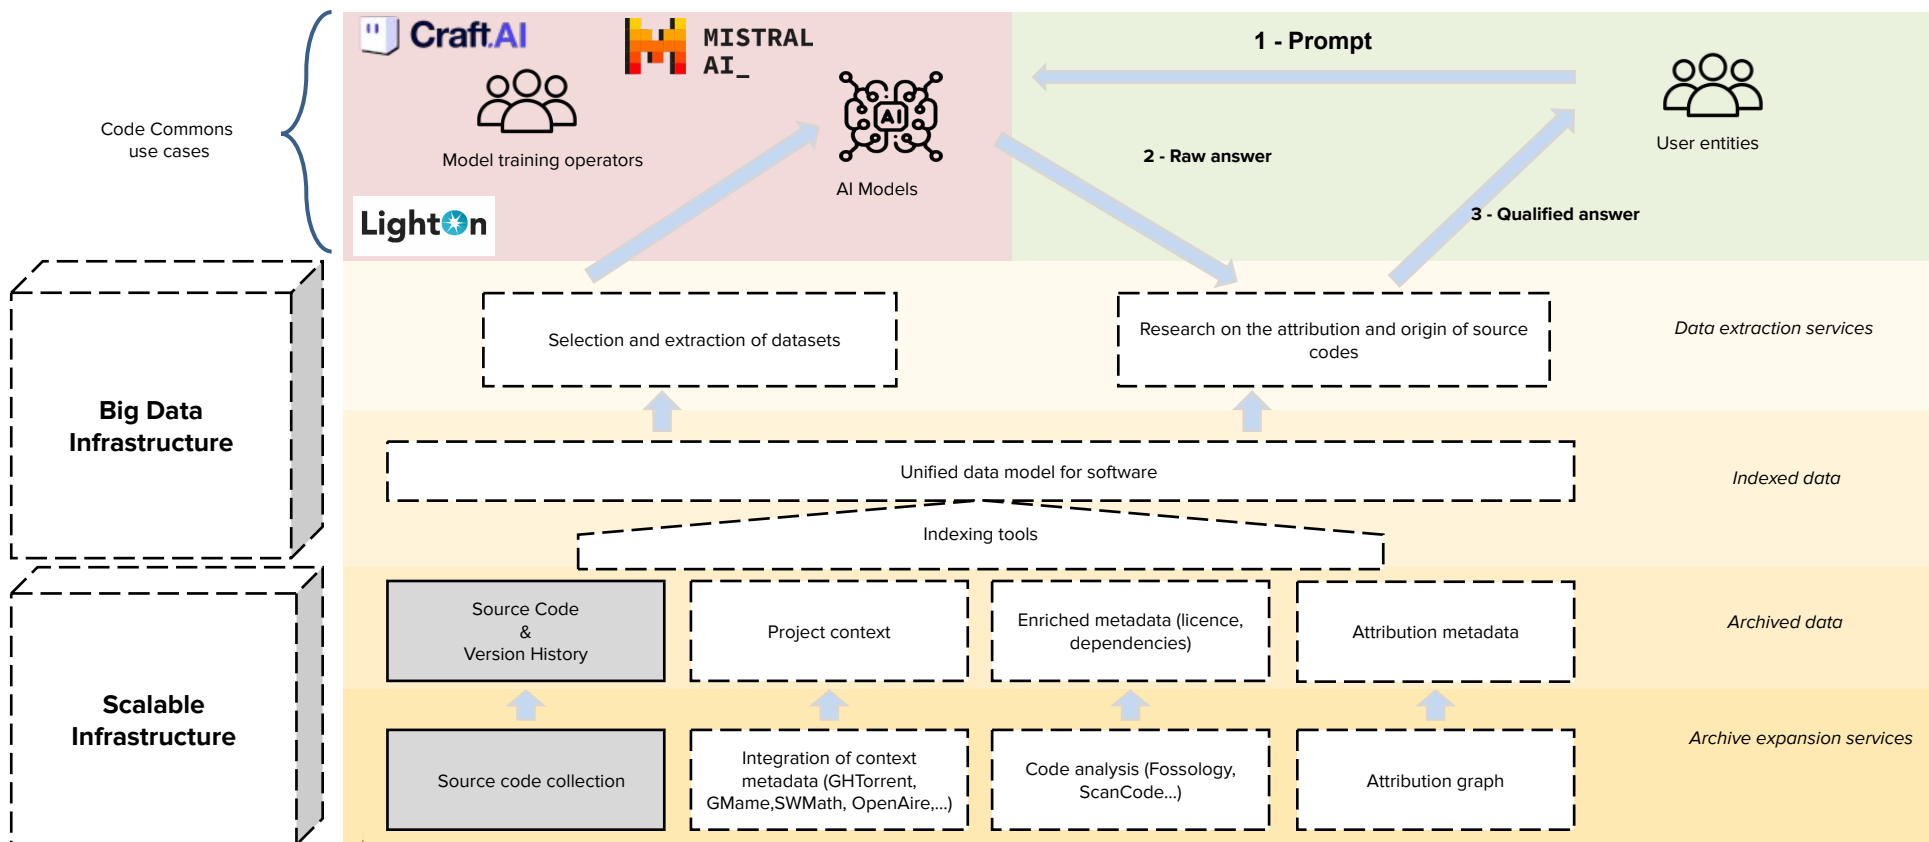 Craft.AI
MISTRAL
AI_
1 - Prompt
Code Commons
use cases
Model training operators
AI
AI Models
2 - Raw answer
User entities
3 - Qualified answer
LightOn
Selection and extraction of datasets
Research on the attribution and origin of source
codes
Data extraction services
Big Data
Infrastructure
Unified data model for software
Indexed data
Indexing tools
Source Code
&
Version History
Project context
Enriched metadata (licence,
dependencies)
Attribution metadata
Archived data
Scalable
Infrastructure
Source code collection
Integration of context
metadata (GHTorrent,
GMame,SWMath, OpenAire,...)
Code analysis (Fossology,
ScanCode...)
Attribution graph
Archive expansion services